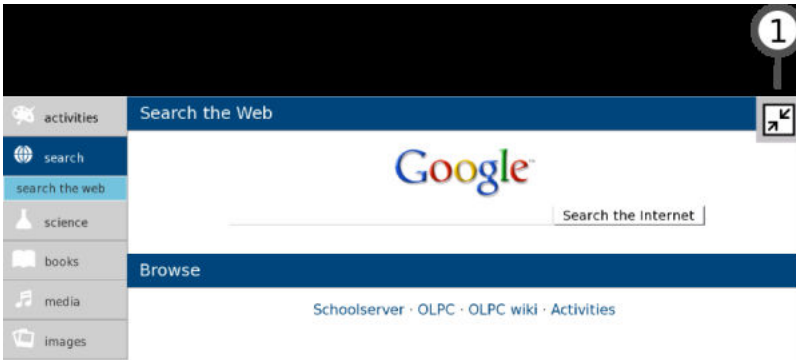 1
activities
Search the Web
search
Google™
search the web
Search the Internet
science
books
Browse
media
Schoolserver · OLPC · OLPC wiki · Activities
images